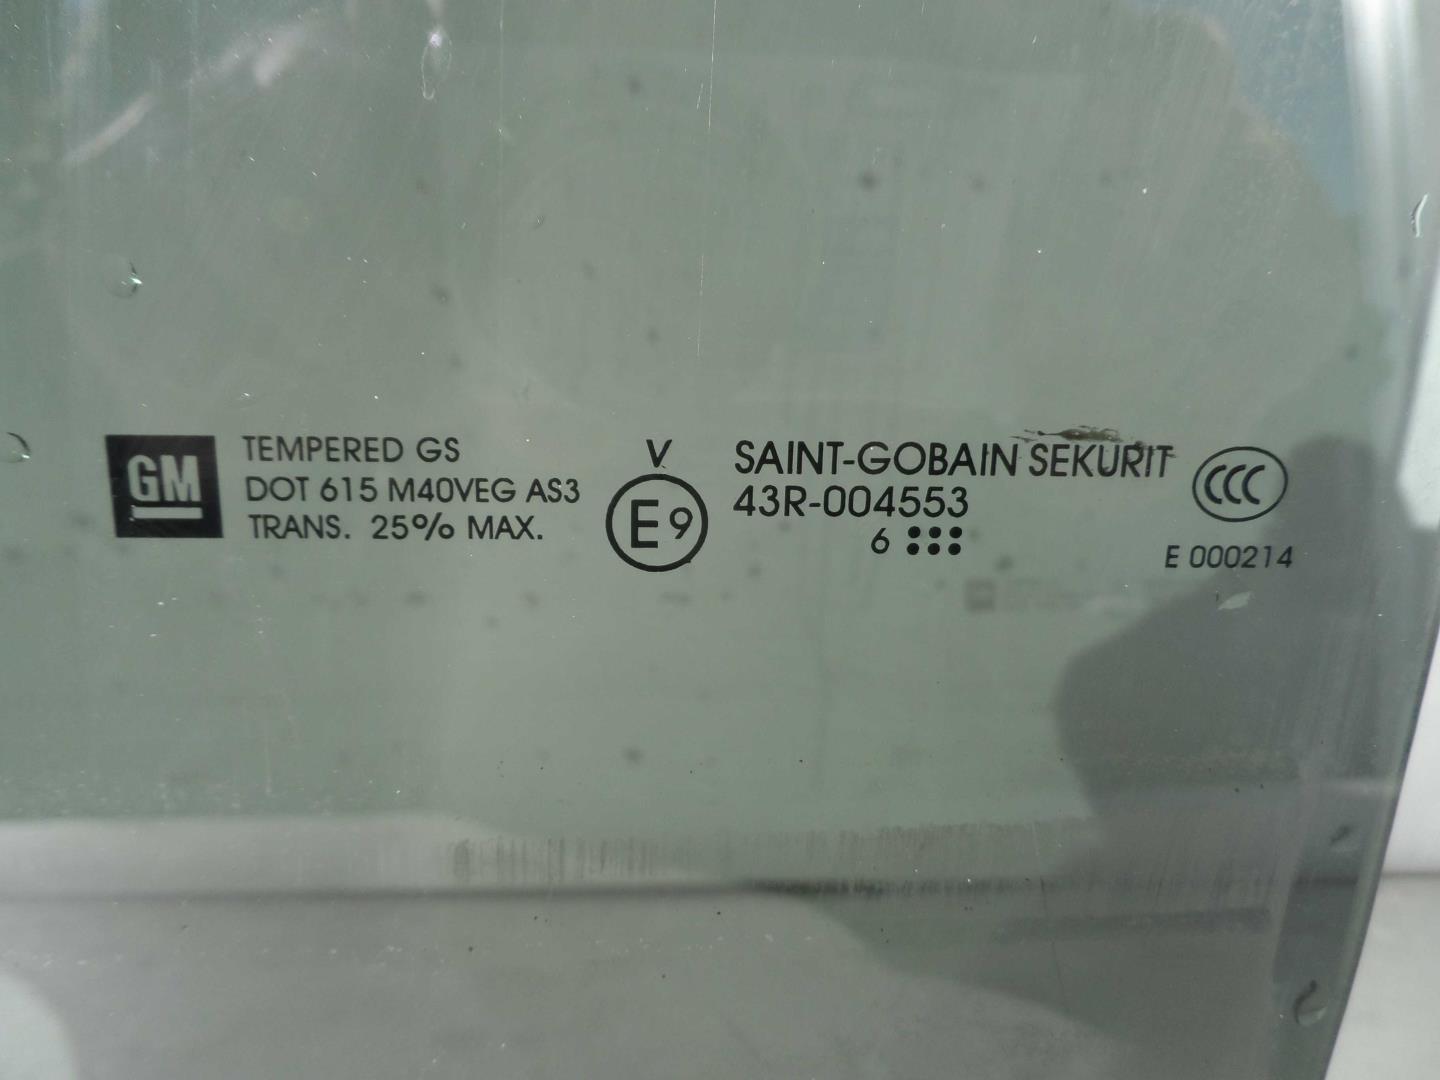 GM
TEMPERED GS
DOT 615 M40VEG AS3
TRANS. 25% MAX.
V
E9
SAINT-GOBAIN SEKURIT
43R-004553
6
CCC
E 000214